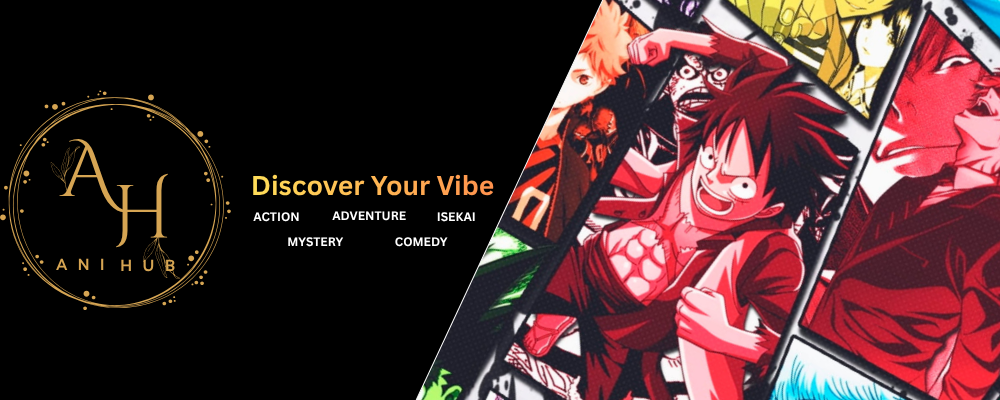 AH
ANI HUB
Discover Your Vibe
ACTION ADVENTURE ISEKAI
MYSTERY COMEDY